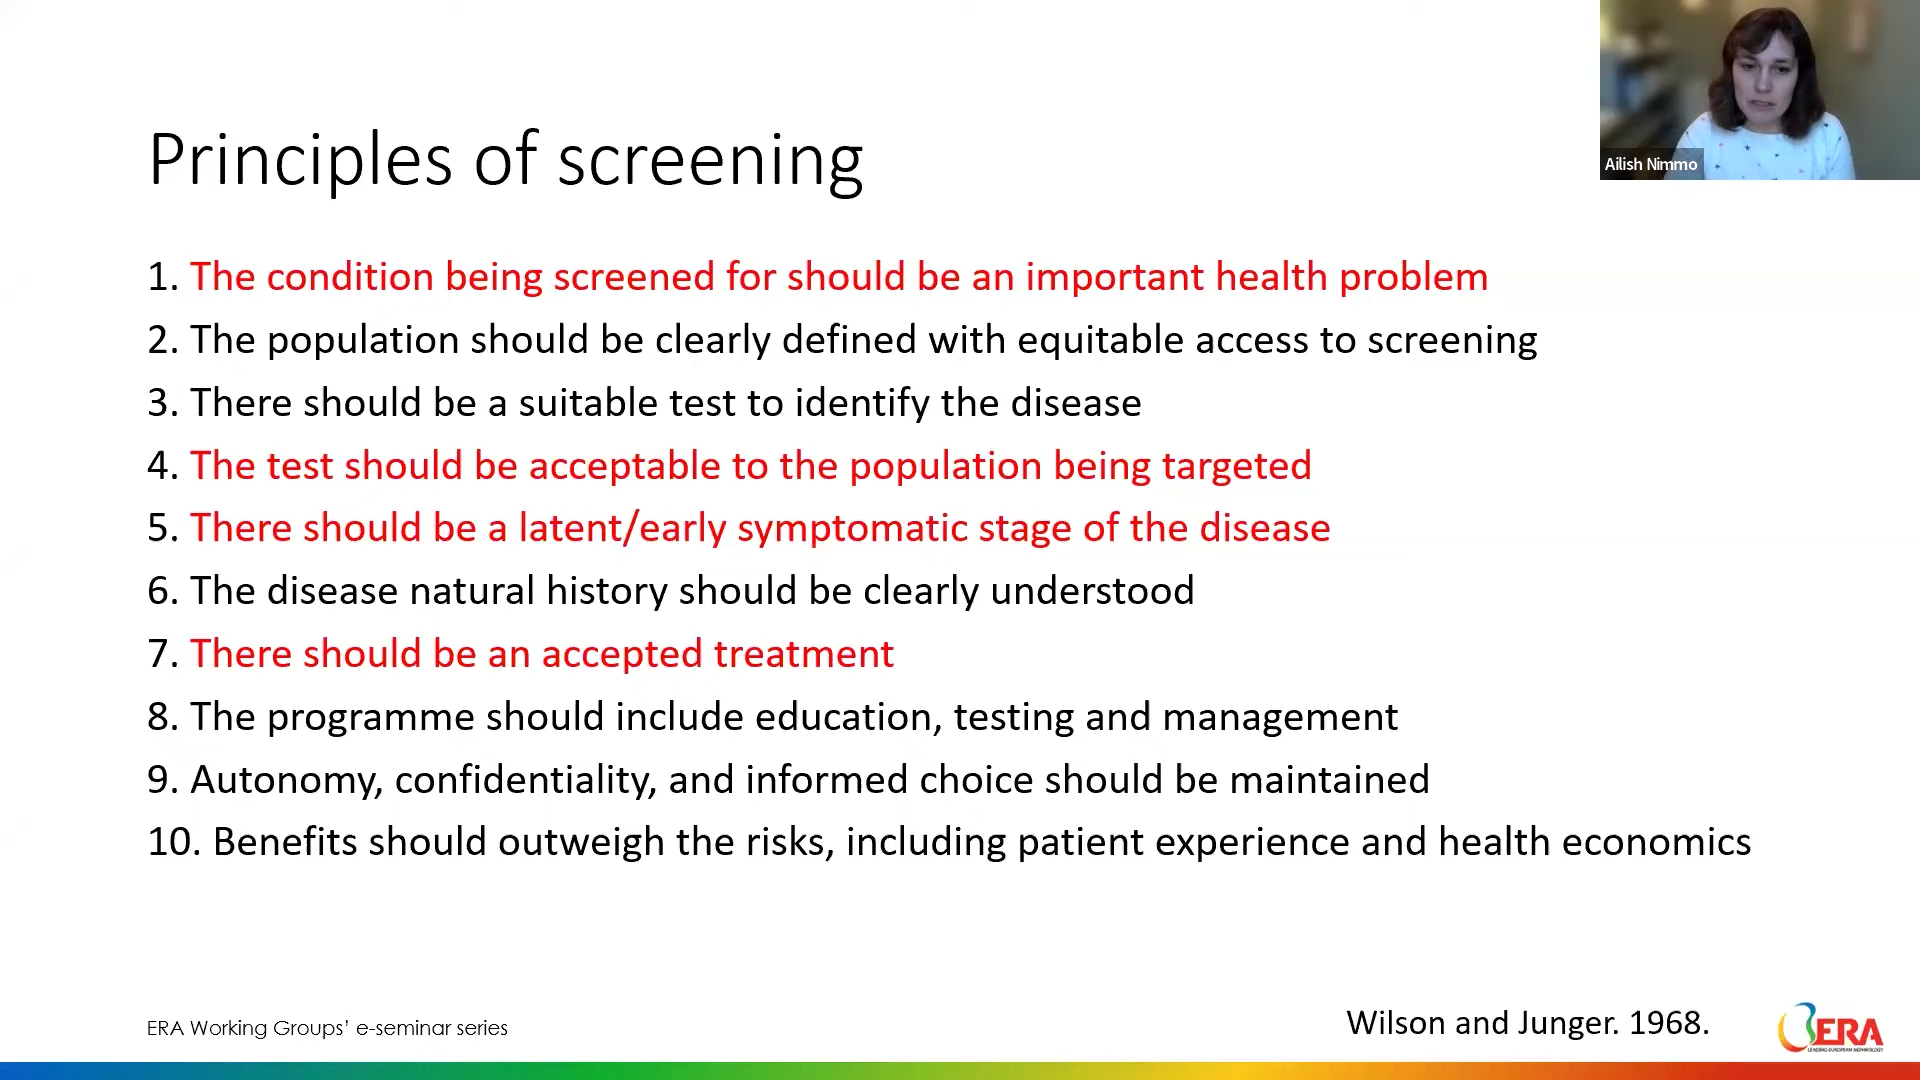 Ailish Nimmo
Principles of screening
1. The condition being screened for should be an important health problem
2. The population should be clearly defined with equitable access to screening
3. There should be a suitable test to identify the disease
4. The test should be acceptable to the population being targeted
5. There should be a latent/early symptomatic stage of the disease
6. The disease natural history should be clearly understood
7. There should be an accepted treatment
8. The programme should include education, testing and management
9. Autonomy, confidentiality, and informed choice should be maintained
10. Benefits should outweigh the risks, including patient experience and health economics
ERA Working Groups’ e-seminar series
Wilson and Junger. 1968.
ERA
LEADING EUROPEAN NEPHROLOGY